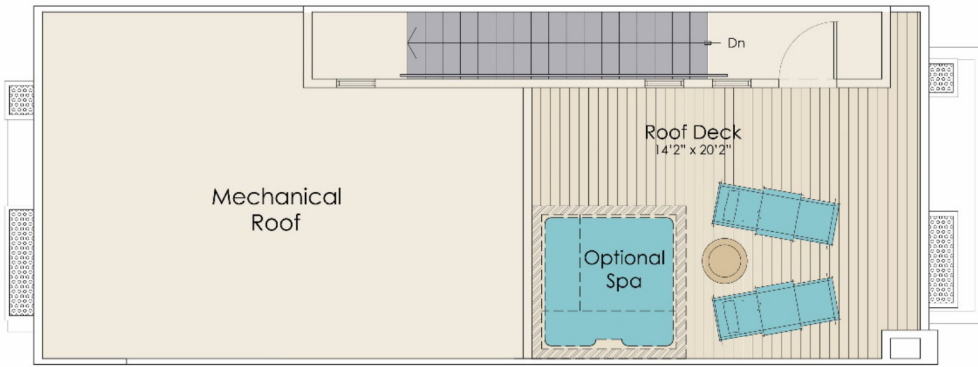 Dn
Roof Deck
14'2" x 20'2"
Mechanical
Roof
Optional
Spa